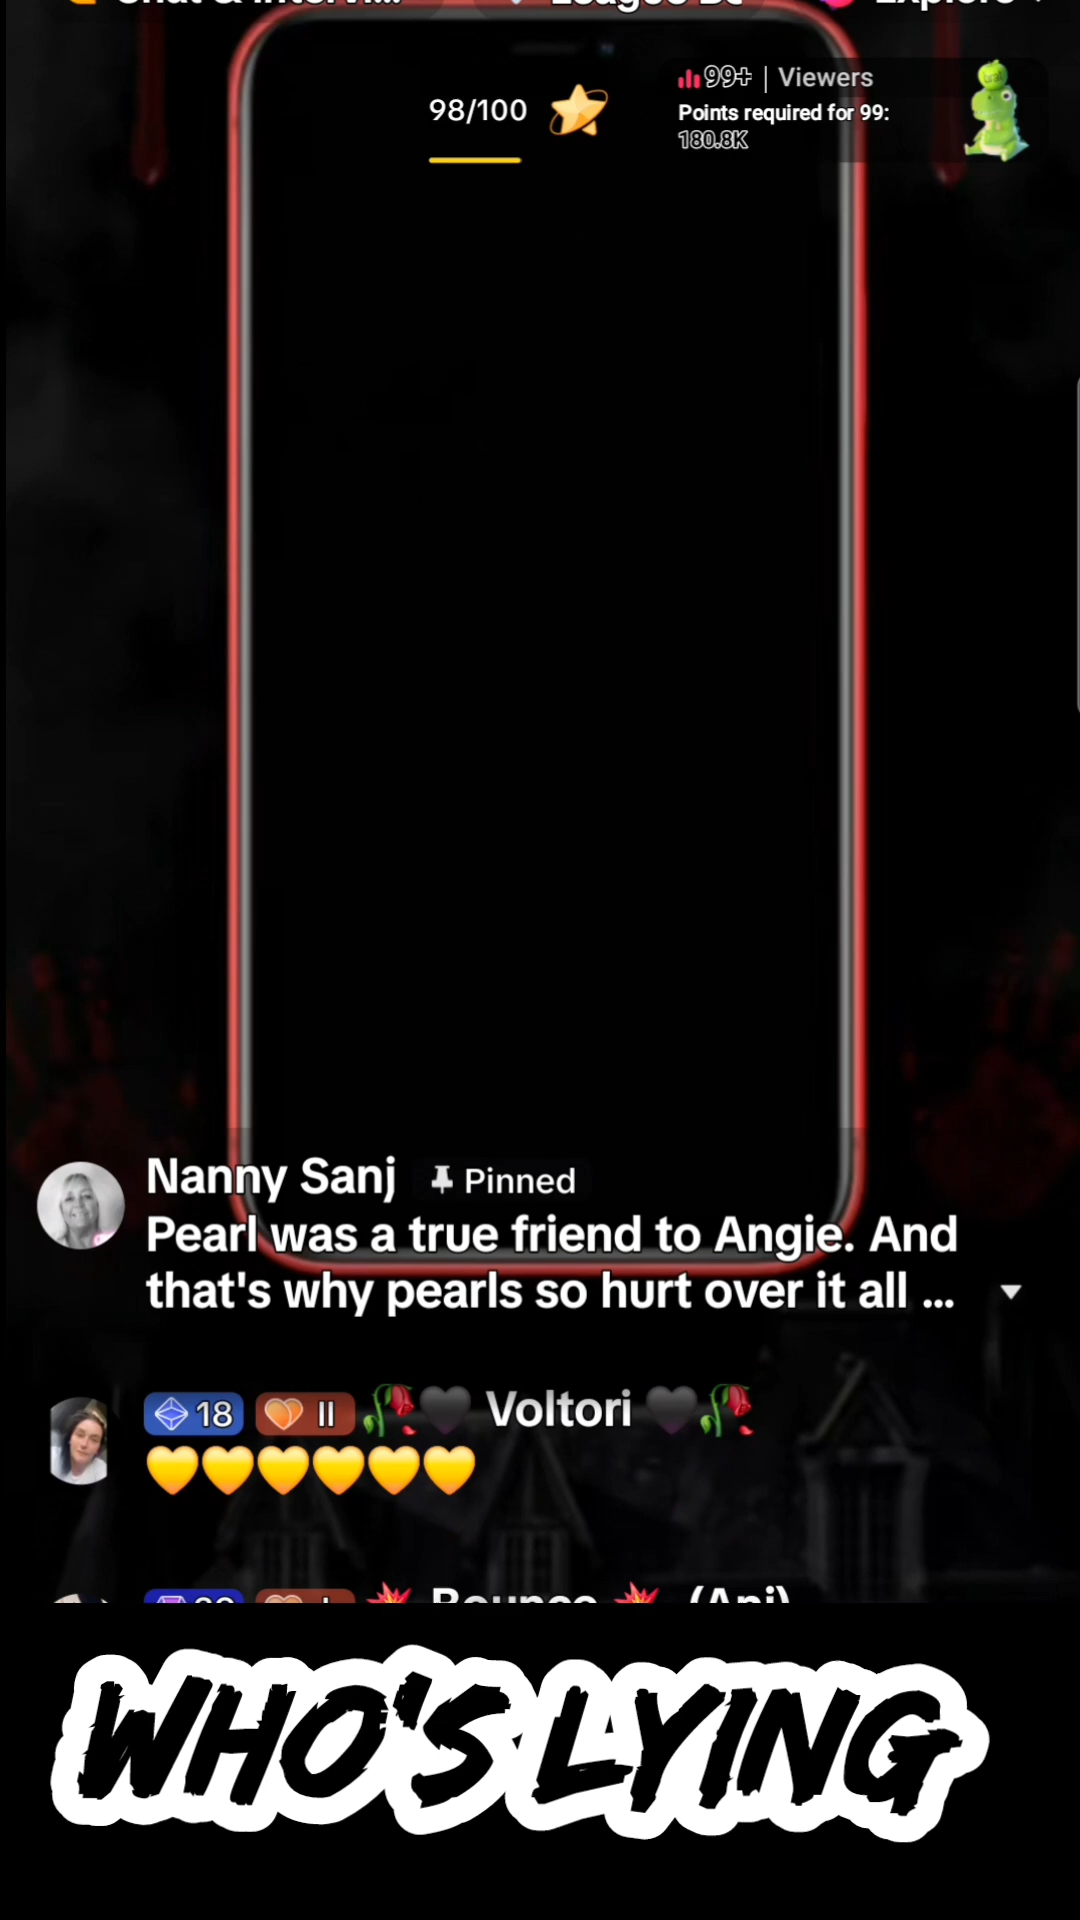 98/100
99+ | Viewers
Points required for 99:
180.8K
Nanny Sanj Pinned
Pearl was a true friend to Angie. And
that's why pearls so hurt over it all ...
18 II Voltori
WHO'S LYING